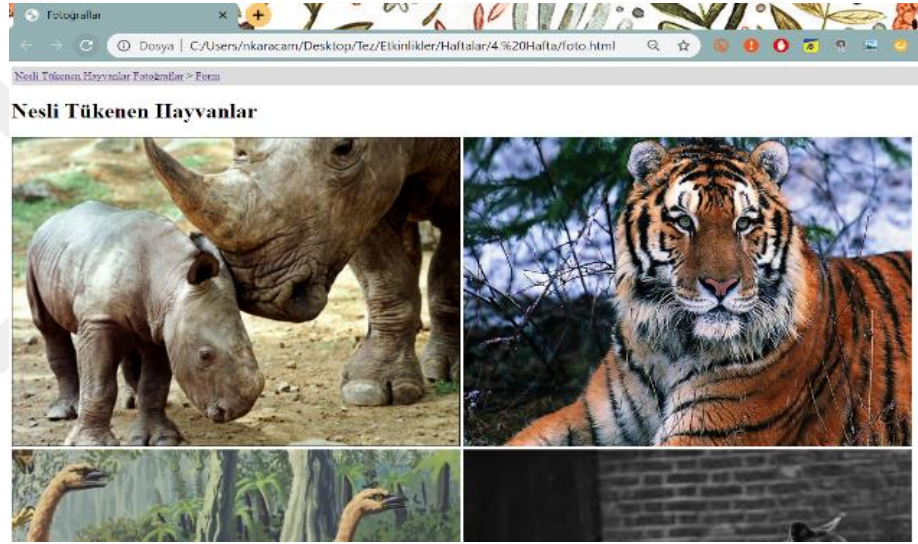 Fotoğraflar
Dosya | C:/Users/nkaracam/Desktop/Tez/Etkinlikler/Haftalar/4.%20Hafta/foto.html
Nesli Tükenen Hayvanlar Fotoğraflar > Form
Nesli Tükenen Hayvanlar